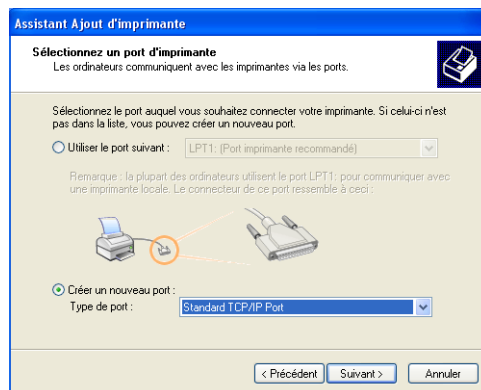 Assistant Ajout d'imprimante
Sélectionnez un port d'imprimante
Les ordinateurs communiquent avec les imprimantes via les ports.
Sélectionnez le port auquel vous souhaitez connecter votre imprimante. Si celui-ci n'est
pas dans la liste, vous pouvez créer un nouveau port.
Utiliser le port suivant : LPT1: (Port imprimante recommandé)
Remarque : la plupart des ordinateurs utilisent le port LPT1: pour communiquer avec
une imprimante locale. Le connecteur de ce port ressemble à ceci :
Créer un nouveau port :
Type de port : Standard TCP/IP Port
< Précédent Suivant > Annuler